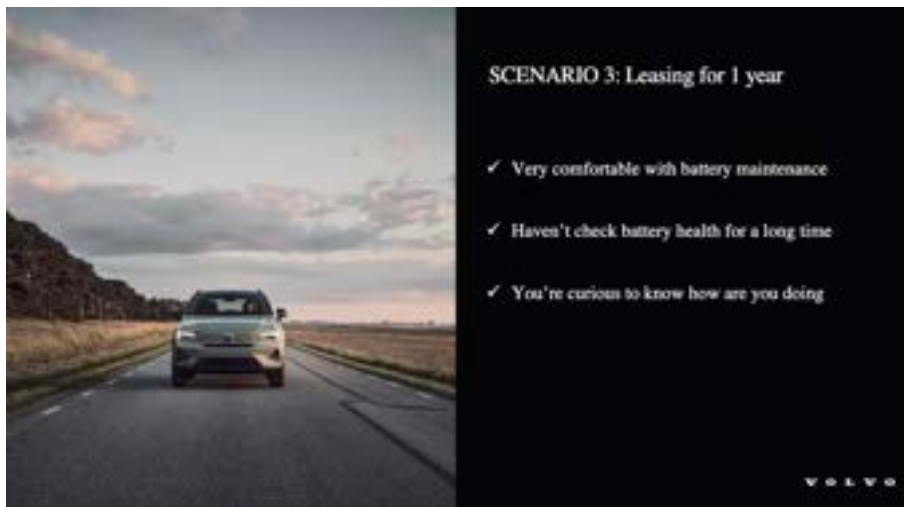 SCENARIO 3: Leasing for 1 year
✓ Very comfortable with battery maintenance
✓ Haven't check battery health for a long time
✓ You're curious to know how are you doing
VOLVO